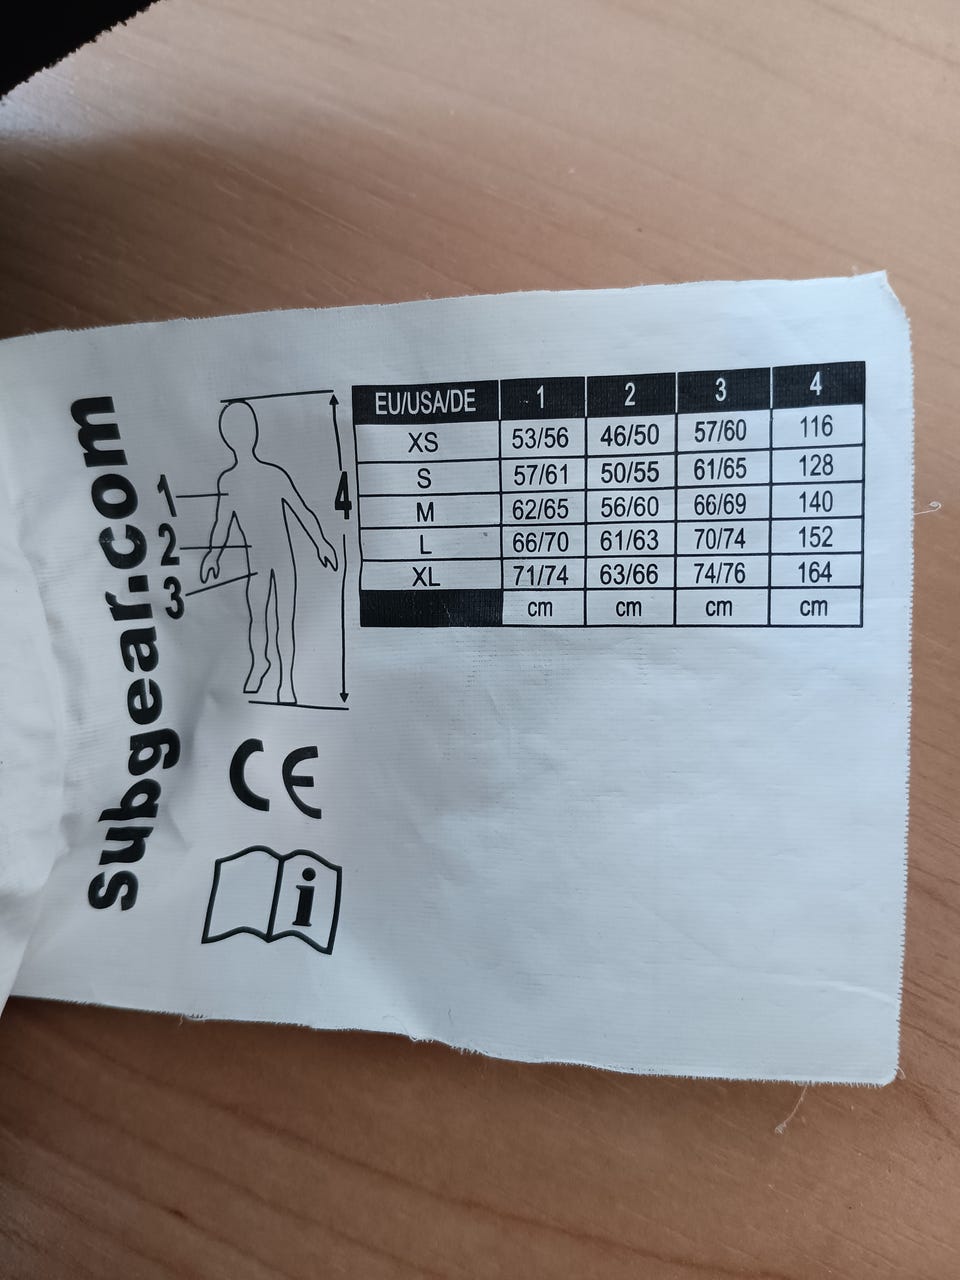 Subgear.com
1
2
3
4
EU/USA/DE 1 2 3 4
XS 53/56 46/50 57/60 116
S 57/61 50/55 61/65 128
M 62/65 56/60 66/69 140
L 66/70 61/63 70/74 152
XL 71/74 63/66 74/76 164
cm cm cm cm
CE
i